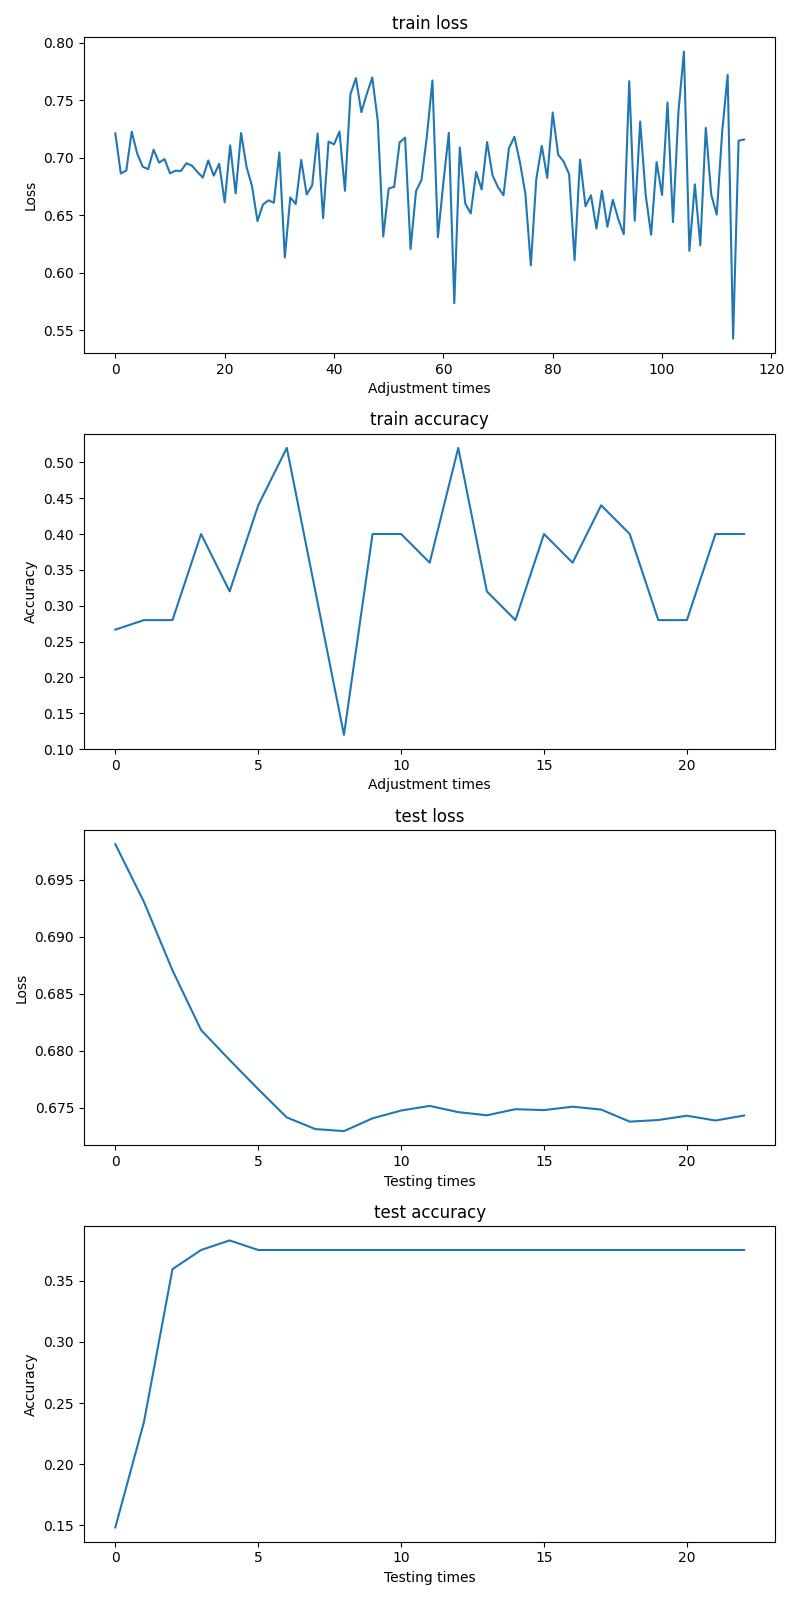 train loss
0.80
0.75
0.70
0.65
0.60
0.55
Loss
0 20 40 60 80 100 120
Adjustment times
train accuracy
0.50
0.45
0.40
0.35
0.30
0.25
0.20
0.15
0.10
Accuracy
0 5 10 15 20
Adjustment times
test loss
0.695
0.690
0.685
0.680
0.675
Loss
0 5 10 15 20
Testing times
test accuracy
0.35
0.30
0.25
0.20
0.15
Accuracy
0 5 10 15 20
Testing times